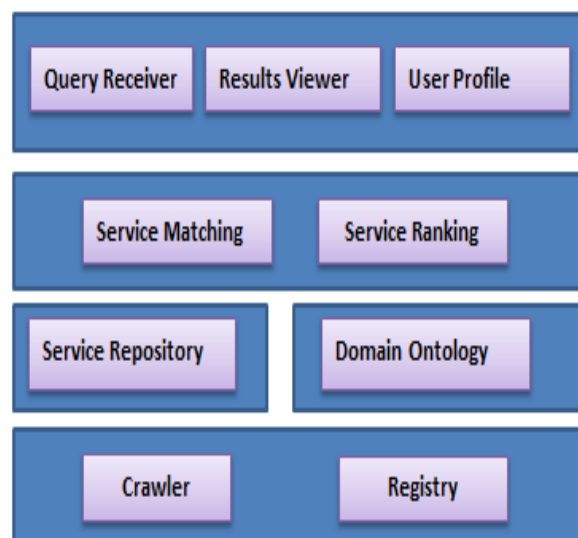 Query Receiver
Results Viewer
User Profile
Service Matching
Service Ranking
Service Repository
Domain Ontology
Crawler
Registry